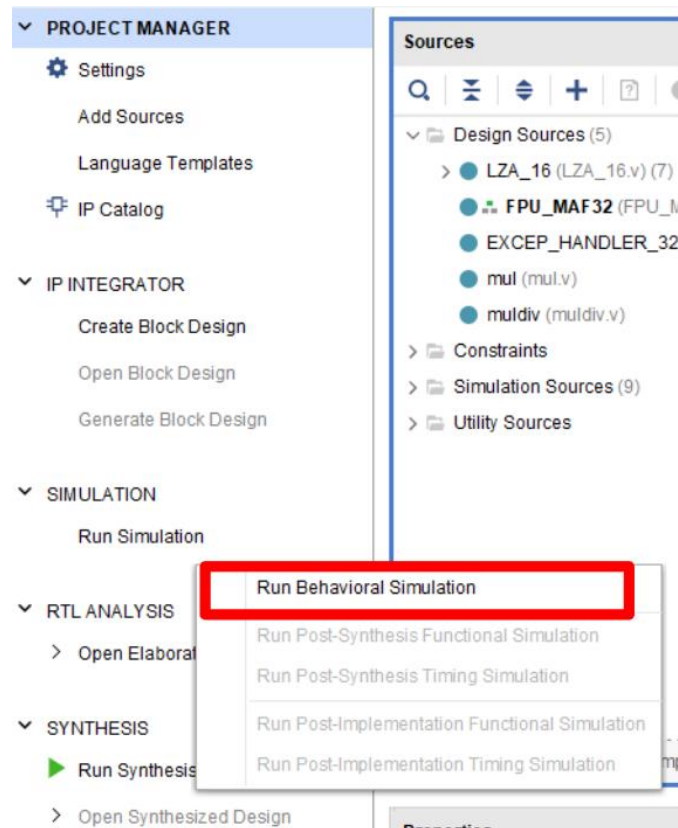 PROJECT MANAGER
Settings
Add Sources
Language Templates
IP Catalog
IP INTEGRATOR
Create Block Design
Open Block Design
Generate Block Design
SIMULATION
Run Simulation
RTL ANALYSIS
Open Elaborat
SYNTHESIS
Run Synthesis
Open Synthesized Design
Sources
Design Sources (5)
LZA_16 (LZA_16.v) (7)
FPU_MAF32 (FPU_M
EXCEP_HANDLER_32
mul (mul.v)
muldiv (muldiv.v)
Constraints
Simulation Sources (9)
Utility Sources
Run Behavioral Simulation
Run Post-Synthesis Functional Simulation
Run Post-Synthesis Timing Simulation
Run Post-Implementation Functional Simulation
Run Post-Implementation Timing Simulation